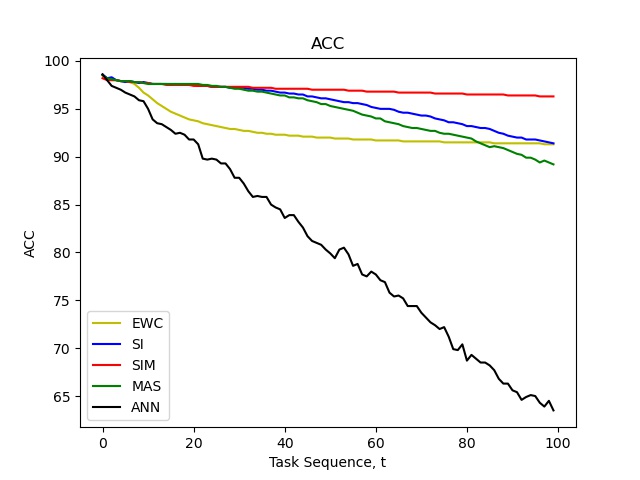 ACC
100
95
90
85
80
75
70
65
ACC
EWC
SI
SIM
MAS
ANN
0 20 40 60 80 100
Task Sequence, t